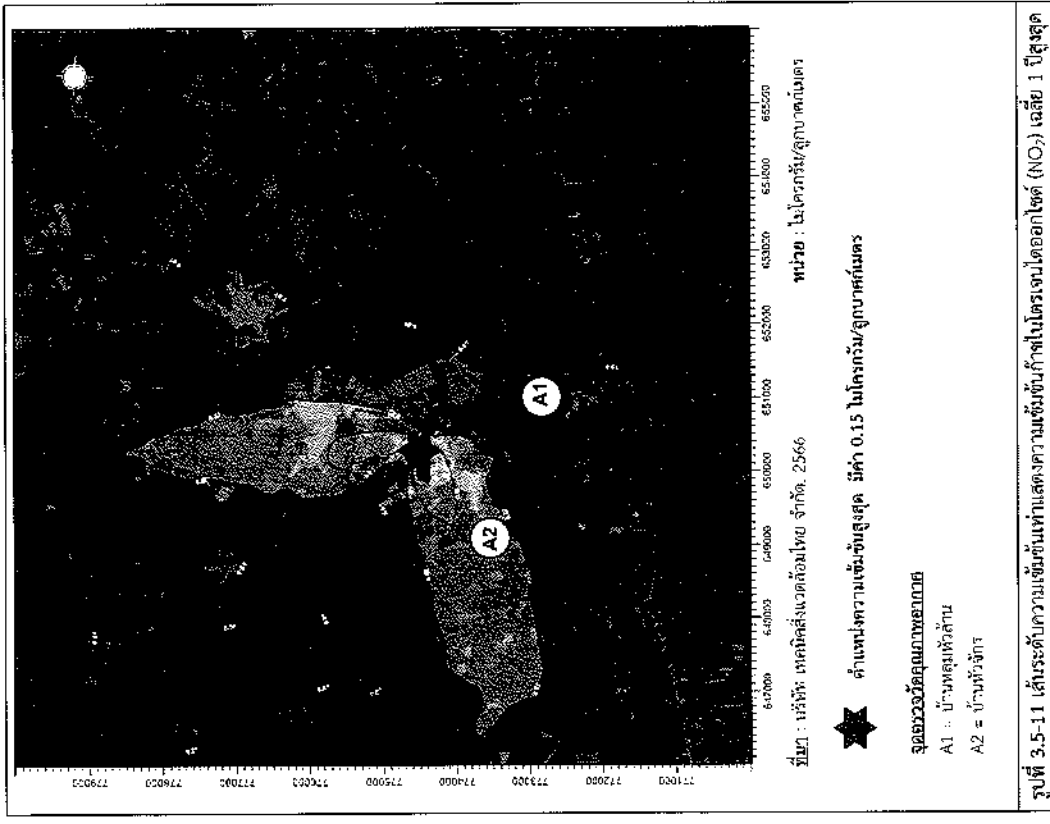 A1
A2
779000
778000
777000
776000
775000
774000
773000
772000
771000
647000
648000
649000
650000
651000
652000
653000
654000
655000
ที่มา : บริษัท เทคนิคสิ่งแวดล้อมไทย จำกัด, 2566
หน่วย : ไมโครกรัม/ลูกบาศก์เมตร
ตำแหน่งความเข้มข้นสูงสุด มีค่า 0.15 ไมโครกรัม/ลูกบาศก์เมตร
จุดตรวจวัดคุณภาพอากาศ
A1 = บ้านหลุมหัวล้าน
A2 = บ้านหัวจักร
รูปที่ 3.5-11 เส้นระดับความเข้มข้นเท่าแสดงความเข้มข้นก๊าซไนโตรเจนไดออกไซด์ (NO2) เฉลี่ย 1 ปีสูงสุด